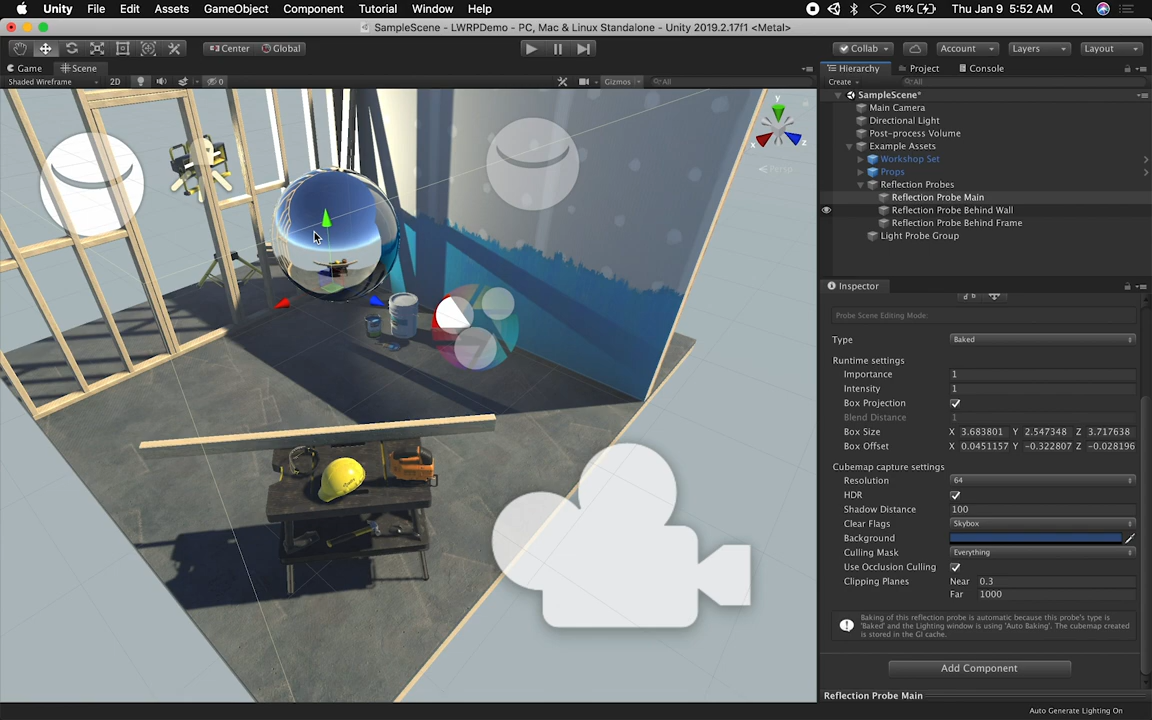 Unity File Edit Assets GameObject Component Tutorial Window Help 61% Thu Jan 9 5:52 AM
SampleScene - LWRPDemo - PC, Mac & Linux Standalone - Unity 2019.2.17f1 <Metal>
Center Global Collab Account Layers Layout
Game Scene
Shaded Wireframe 2D 0 Gizmos All
y
x z
Persp
Hierarchy Project Console
Create All
SampleScene*
Main Camera
Directional Light
Post-process Volume
Example Assets
Workshop Set
Props
Reflection Probes
Reflection Probe Main
Reflection Probe Behind Wall
Reflection Probe Behind Frame
Light Probe Group
Inspector
Probe Scene Editing Mode:
Type Baked
Runtime settings
Importance 1
Intensity 1
Box Projection
Blend Distance 1
Box Size X 3.683801 Y 2.547348 Z 3.717638
Box Offset X 0.0451157 Y -0.322807 Z -0.028196
Cubemap capture settings
Resolution 64
HDR
Shadow Distance 100
Clear Flags Skybox
Background
Culling Mask Everything
Use Occlusion Culling
Clipping Planes Near 0.3
Far 1000
Baking of this reflection probe is automatic because this probe's type is
'Baked' and the Lighting window is using 'Auto Baking'. The cubemap created
is stored in the GI cache.
Add Component
Reflection Probe Main
Auto Generate Lighting On